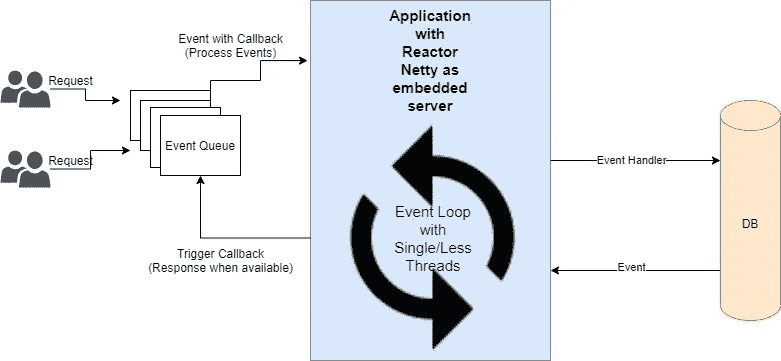 Event with Callback
(Process Events)
Request
Request
Event Queue
Trigger Callback
(Response when available)
Application
with
Reactor
Netty as
embedded
server
Event Loop
with
Single/Less
Threads
Event Handler
Event
DB